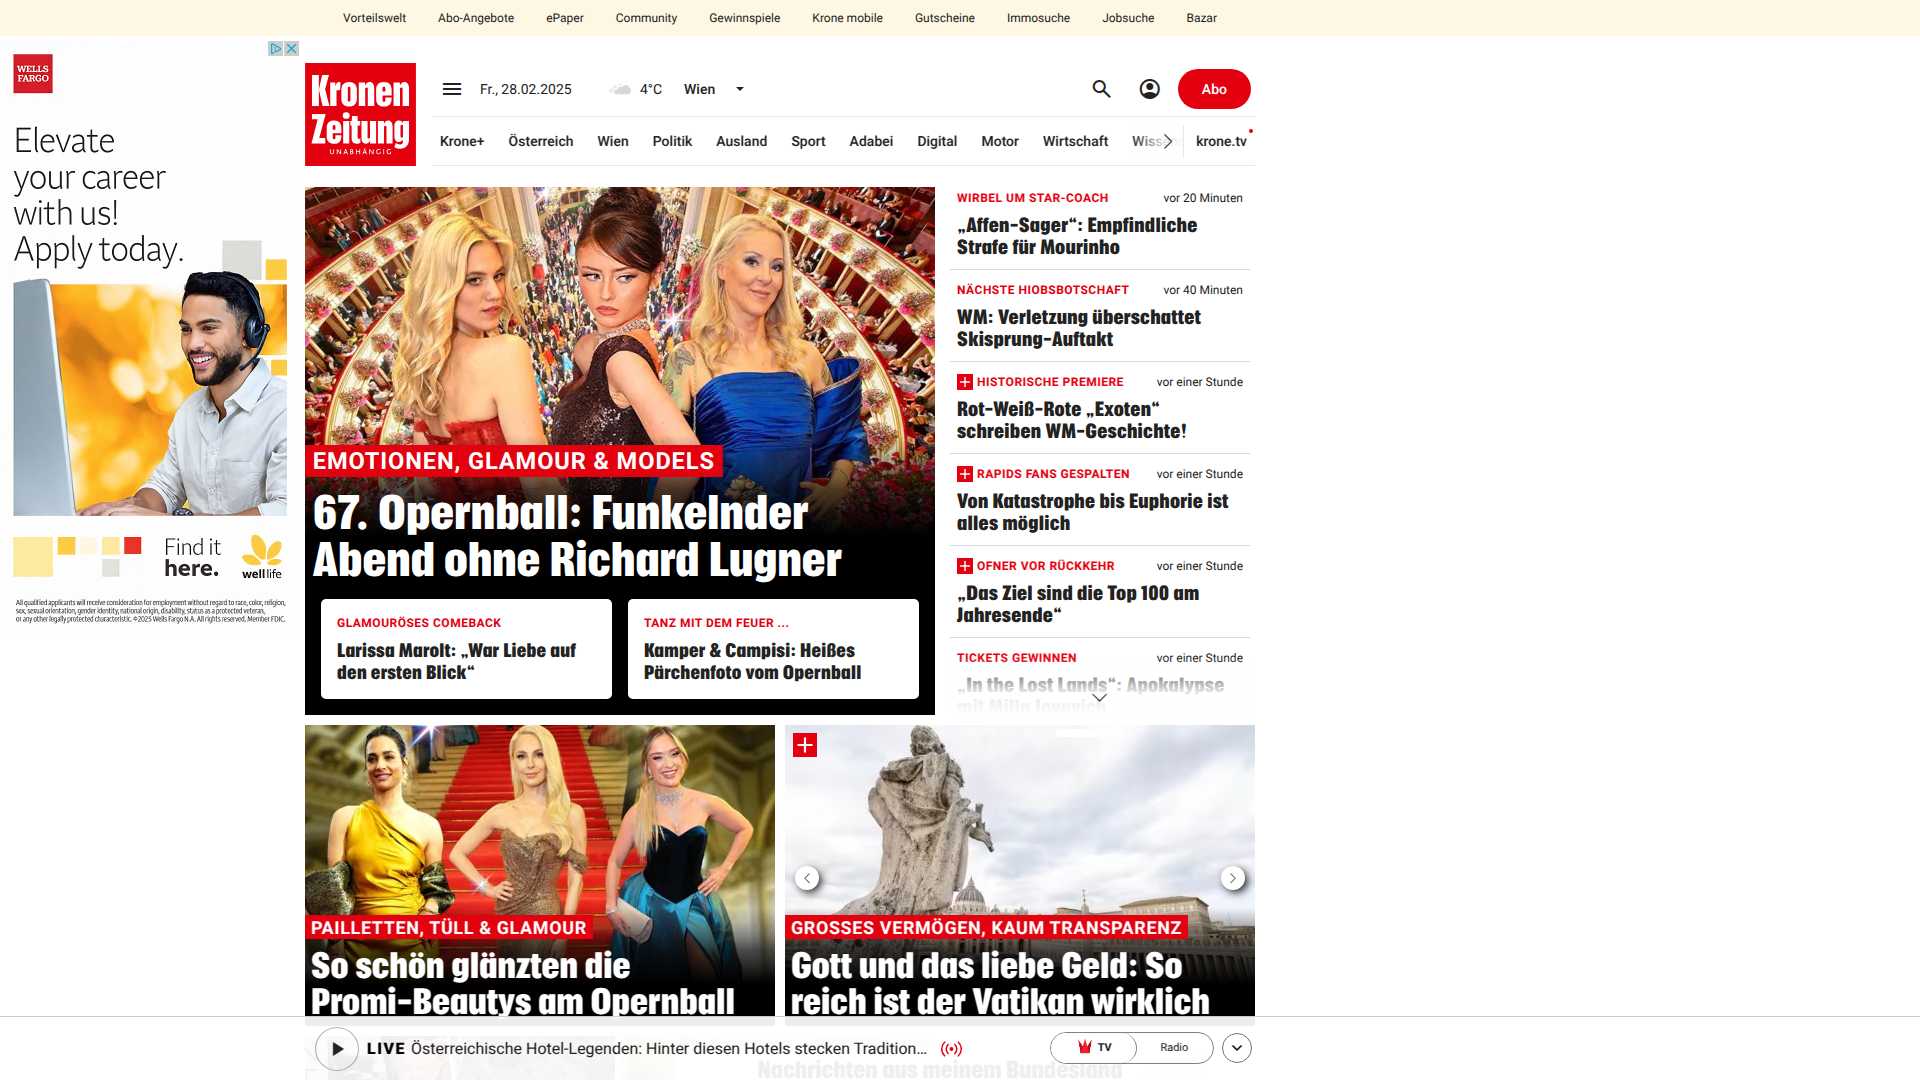 Vorteilswelt Abo-Angebote ePaper Community Gewinnspiele Krone mobile Gutscheine Immosuche Jobsuche Bazar
WELLS
FARGO
Elevate
your career
with us!
Apply today.
Find it
here.
well life
All qualified applicants will receive consideration for employment without regard to race, color, religion,
sex, sexual orientation, gender identity, national origin, disability, status as a protected veteran,
or any other legally protected characteristic. ©2025 Wells Fargo N.A. All rights reserved. Member FDIC.
Kronen
Zeitung
UNABHÄNGIG
Fr., 28.02.2025 4°C Wien
Abo
Krone+ Österreich Wien Politik Ausland Sport Adabei Digital Motor Wirtschaft Wiss krone.tv
EMOTIONEN, GLAMOUR & MODELS
67. Opernball: Funkelnder
Abend ohne Richard Lugner
GLAMOURÖSES COMEBACK
Larissa Marolt: „War Liebe auf
den ersten Blick“
TANZ MIT DEM FEUER ...
Kamper & Campisi: Heißes
Pärchenfoto vom Opernball
WIRBEL UM STAR-COACH vor 20 Minuten
„Affen-Sager“: Empfindliche
Strafe für Mourinho
NÄCHSTE HIOBSBOTSCHAFT vor 40 Minuten
WM: Verletzung überschattet
Skisprung-Auftakt
HISTORISCHE PREMIERE vor einer Stunde
Rot-Weiß-Rote „Exoten“
schreiben WM-Geschichte!
RAPIDS FANS GESPALTEN vor einer Stunde
Von Katastrophe bis Euphorie ist
alles möglich
OFNER VOR RÜCKKEHR vor einer Stunde
„Das Ziel sind die Top 100 am
Jahresende“
TICKETS GEWINNEN vor einer Stunde
„In the Lost Lands“: Apokalypse
mit Milla Jovovich
PAILLETTEN, TÜLL & GLAMOUR
So schön glänzten die
Promi-Beautys am Opernball
GROSSES VERMÖGEN, KAUM TRANSPARENZ
Gott und das liebe Geld: So
reich ist der Vatikan wirklich
LIVE Österreichische Hotel-Legenden: Hinter diesen Hotels stecken Tradition...
TV Radio
Nachrichten aus meinem Bundesland